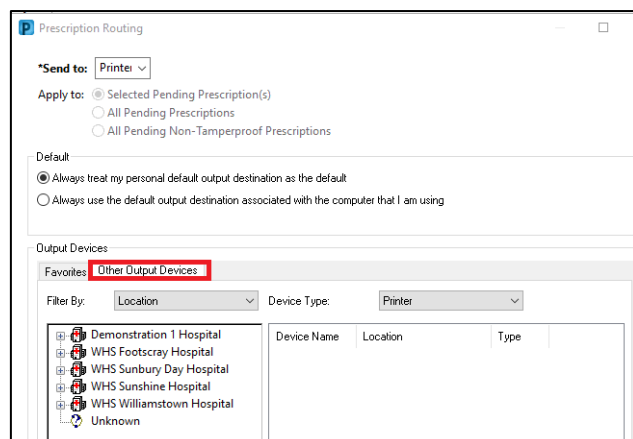 Prescription Routing
*Send to: Printer
Apply to: Selected Pending Prescription(s)
All Pending Prescriptions
All Pending Non-Tamperproof Prescriptions
Default
Always treat my personal default output destination as the default
Always use the default output destination associated with the computer that I am using
Output Devices
Favorites Other Output Devices
Filter By: Location Device Type: Printer
Device Name Location Type
Demonstration 1 Hospital
WHS Footscray Hospital
WHS Sunbury Day Hospital
WHS Sunshine Hospital
WHS Williamstown Hospital
Unknown